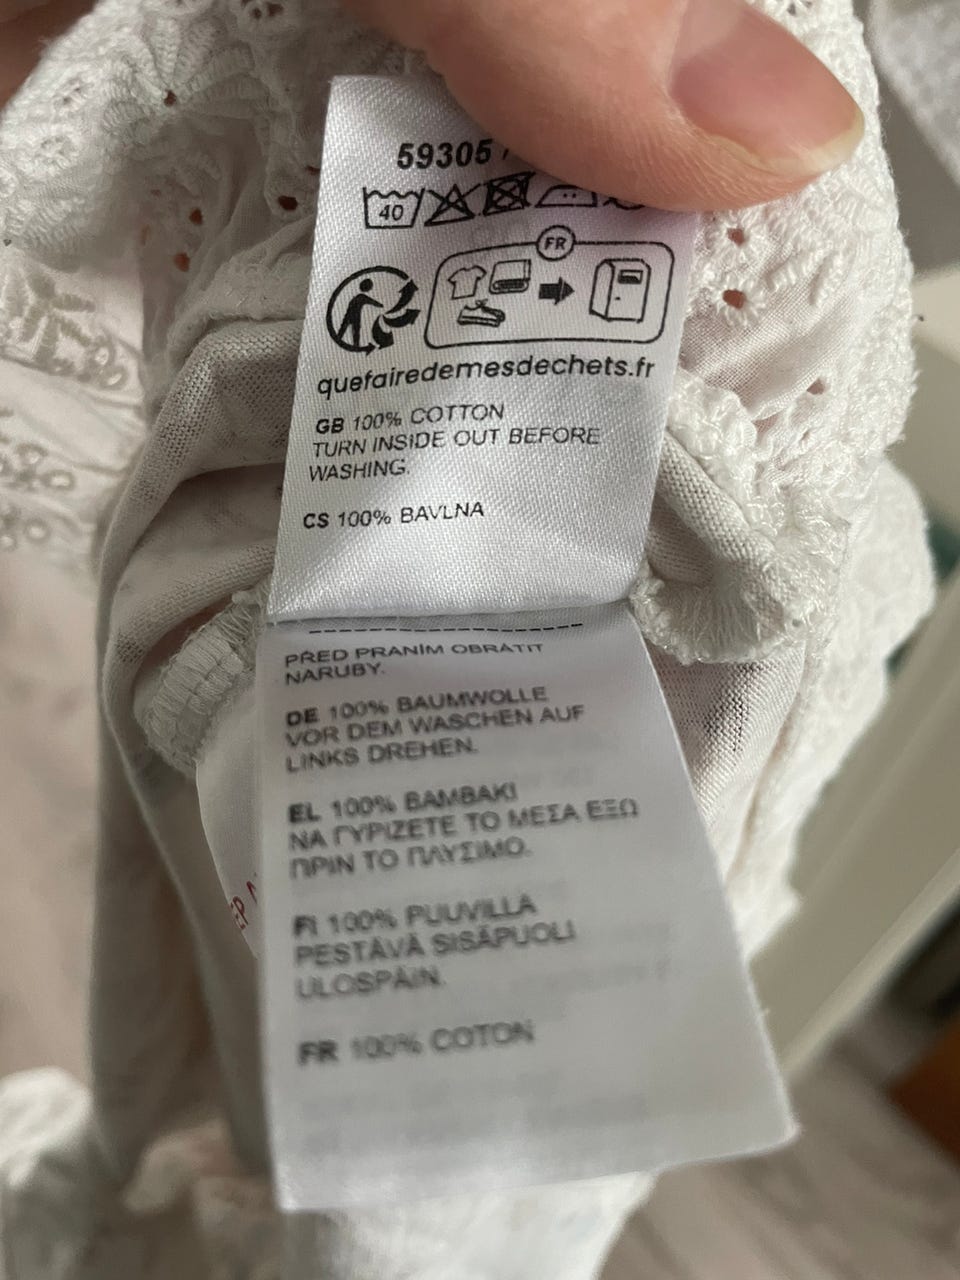 59305
40
FR
quefairedemesdechets.fr
GB 100% COTTON
TURN INSIDE OUT BEFORE
WASHING.
CS 100% BAVLNA
PŘED PRANÍM OBRÁTIT
NARUBY.
DE 100% BAUMWOLLE
VOR DEM WASCHEN AUF
LINKS DREHEN.
EL 100% ΒΑΜΒΑΚΙ
ΝΑ ΓΥΡΙΖΕΤΕ ΤΟ ΜΕΣΑ ΕΞΩ
ΠΡΙΝ ΤΟ ΠΛΥΣΙΜΟ.
FI 100% PUUVILLA
PESTÄVÄ SISÄPUOLI
ULOSPÄIN.
FR 100% COTON